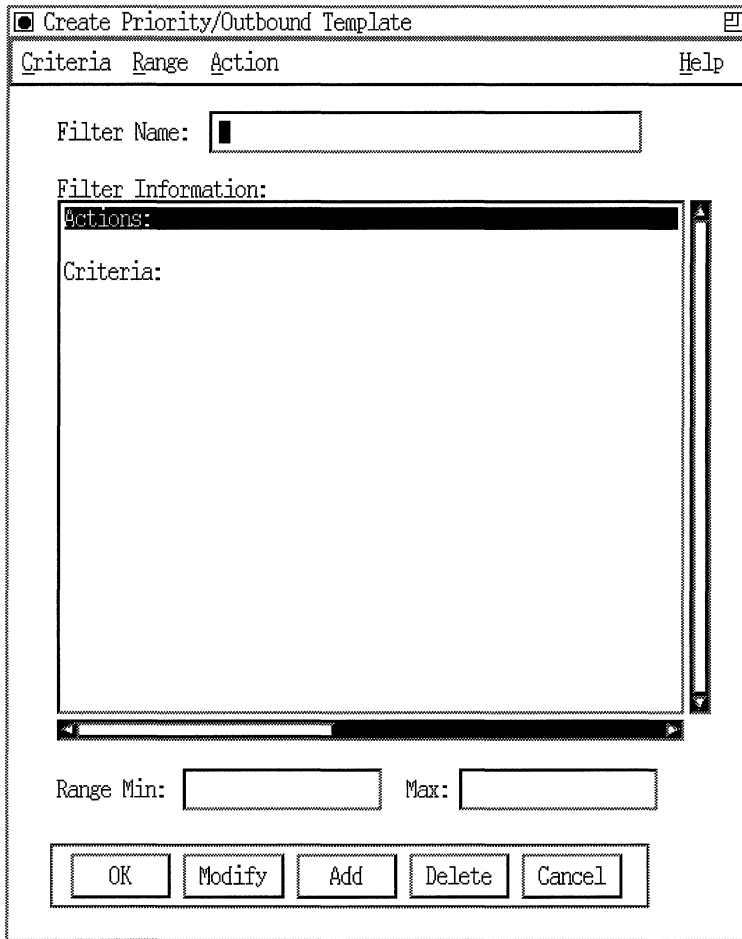 Create Priority/Outbound Template
Criteria Range Action Help
Filter Name:
Filter Information:
Actions:
Criteria:
Range Min: Max:
OK Modify Add Delete Cancel